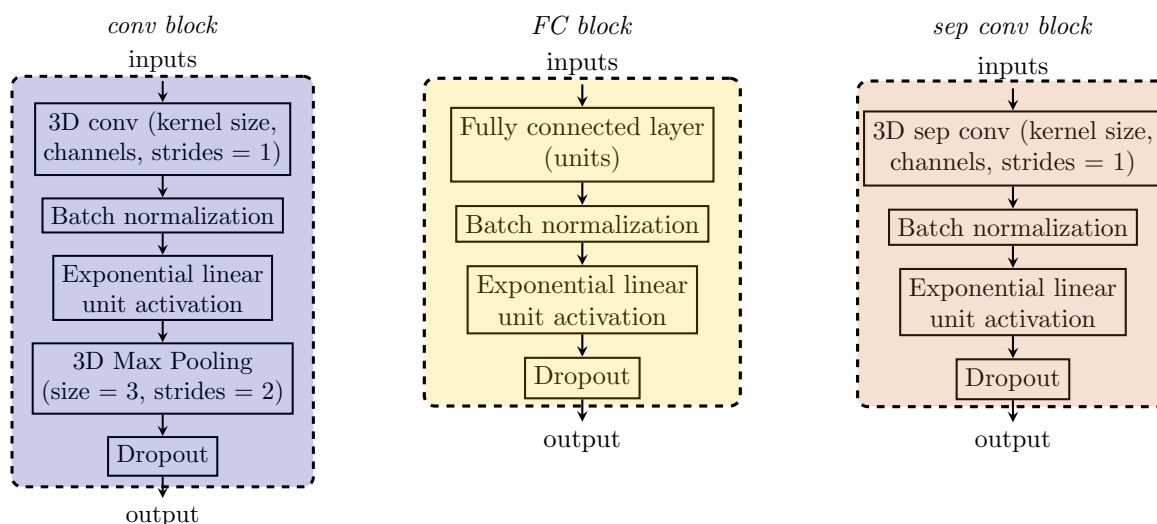 conv block
inputs
3D conv (kernel size,
channels, strides = 1)
Batch normalization
Exponential linear
unit activation
3D Max Pooling
(size = 3, strides = 2)
Dropout
output
FC block
inputs
Fully connected layer
(units)
Batch normalization
Exponential linear
unit activation
Dropout
output
sep conv block
inputs
3D sep conv (kernel size,
channels, strides = 1)
Batch normalization
Exponential linear
unit activation
Dropout
output